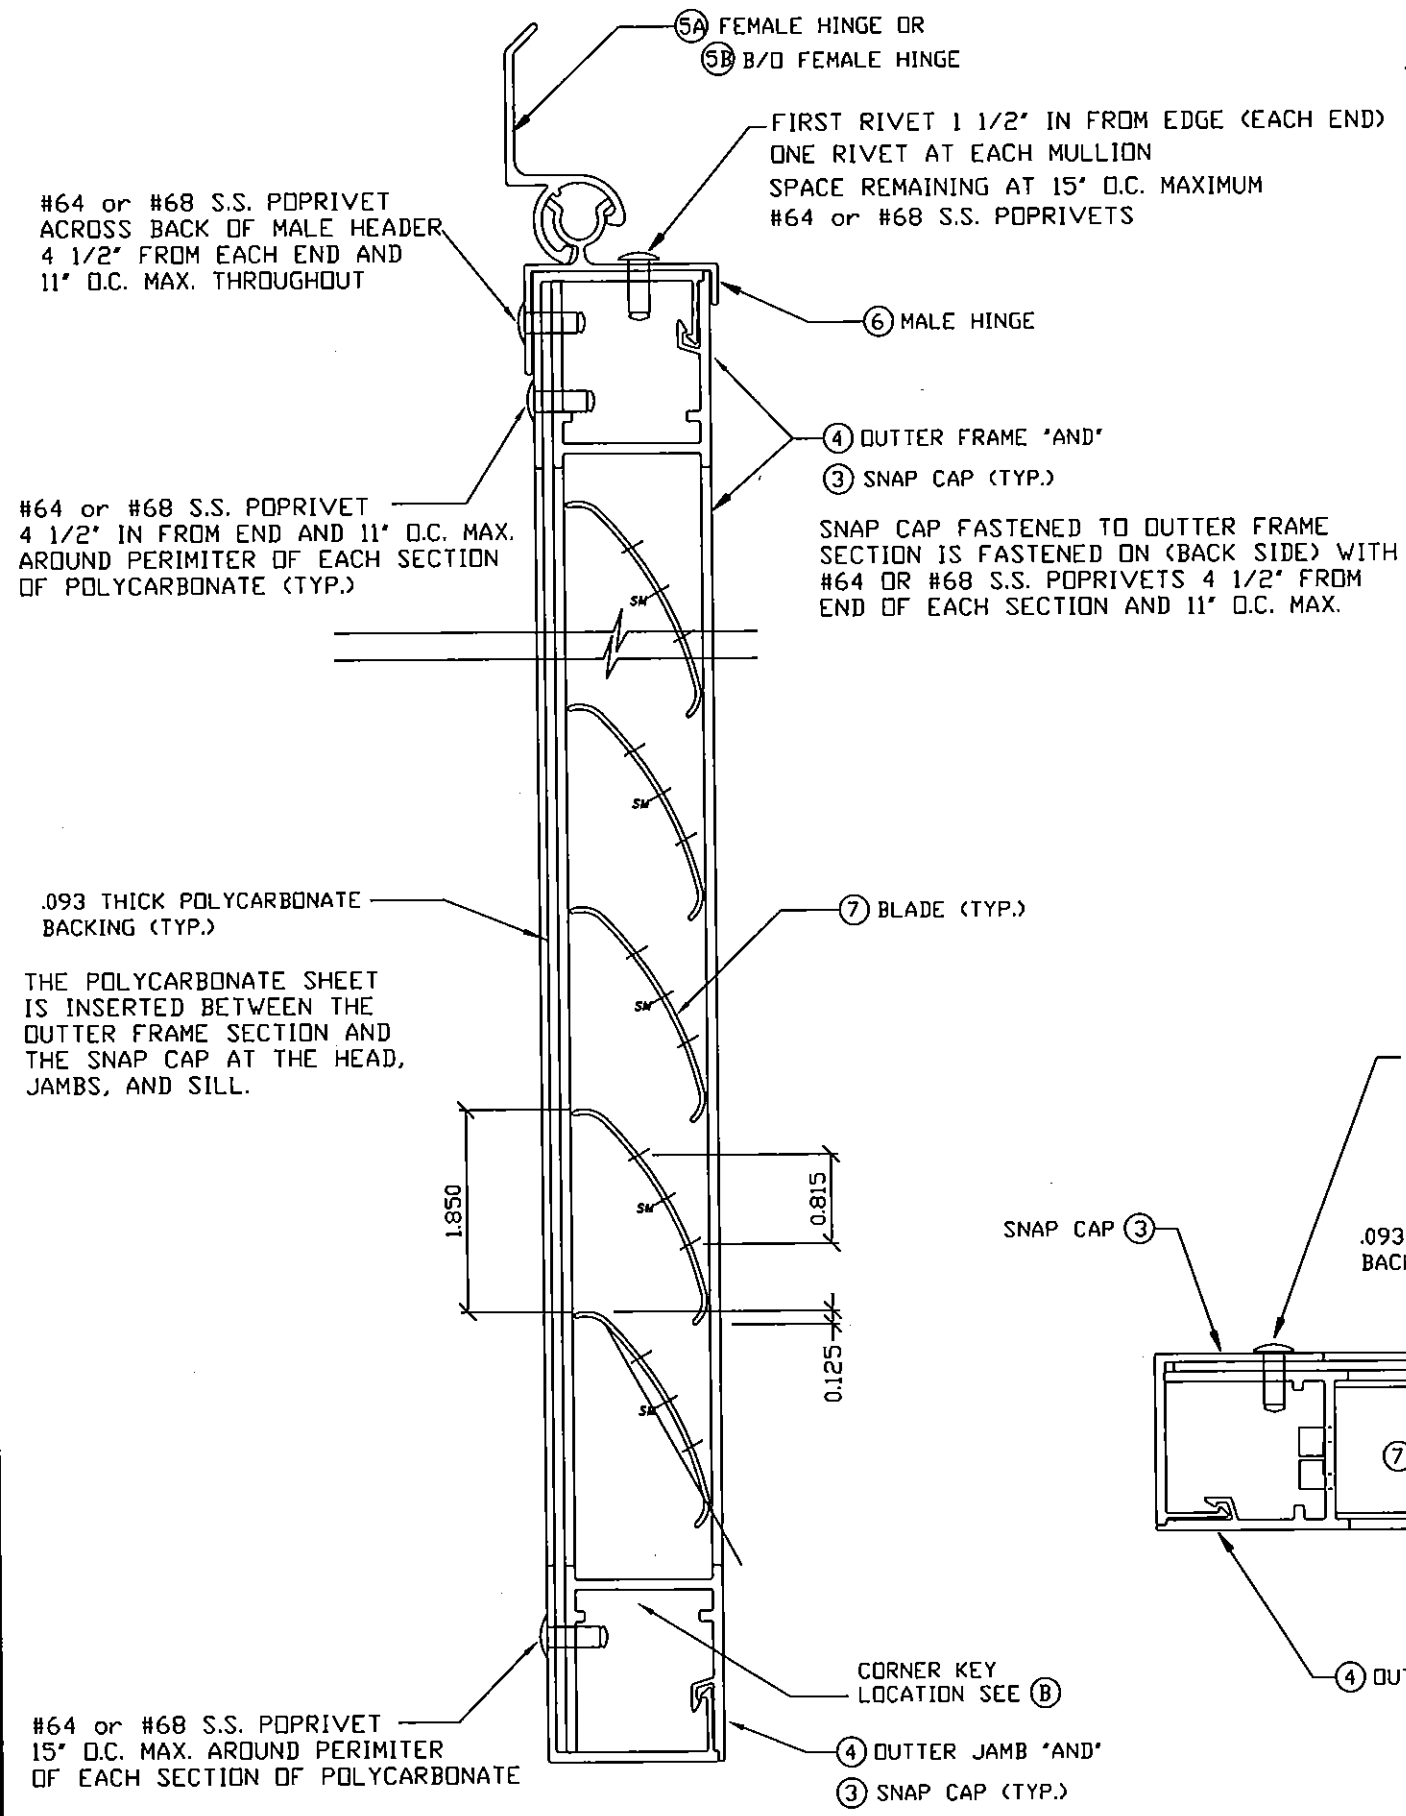 5A FEMALE HINGE OR
5B B/O FEMALE HINGE
FIRST RIVET 1 1/2" IN FROM EDGE (EACH END)
ONE RIVET AT EACH MULLION
SPACE REMAINING AT 15" O.C. MAXIMUM
#64 or #68 S.S. POPRIVETS
#64 or #68 S.S. POPRIVET
ACROSS BACK OF MALE HEADER
4 1/2" FROM EACH END AND
11" O.C. MAX. THROUGHOUT
6 MALE HINGE
4 OUTTER FRAME "AND"
3 SNAP CAP (TYP.)
#64 or #68 S.S. POPRIVET
4 1/2" IN FROM END AND 11" O.C. MAX.
AROUND PERIMITER OF EACH SECTION
OF POLYCARBONATE (TYP.)
SNAP CAP FASTENED TO OUTTER FRAME
SECTION IS FASTENED ON (BACK SIDE) WITH
#64 OR #68 S.S. POPRIVETS 4 1/2" FROM
END OF EACH SECTION AND 11" O.C. MAX.
SM
SM
.093 THICK POLYCARBONATE
BACKING (TYP.)
7 BLADE (TYP.)
THE POLYCARBONATE SHEET
IS INSERTED BETWEEN THE
OUTTER FRAME SECTION AND
THE SNAP CAP AT THE HEAD,
JAMBS, AND SILL.
SM
1.850
SM
0.815
SNAP CAP 3
.093
BACK
0.125
SM
7
CORNER KEY
LOCATION SEE B
4 OUT
#64 or #68 S.S. POPRIVET
15" O.C. MAX. AROUND PERIMITER
OF EACH SECTION OF POLYCARBONATE
4 OUTTER JAMB "AND"
3 SNAP CAP (TYP.)